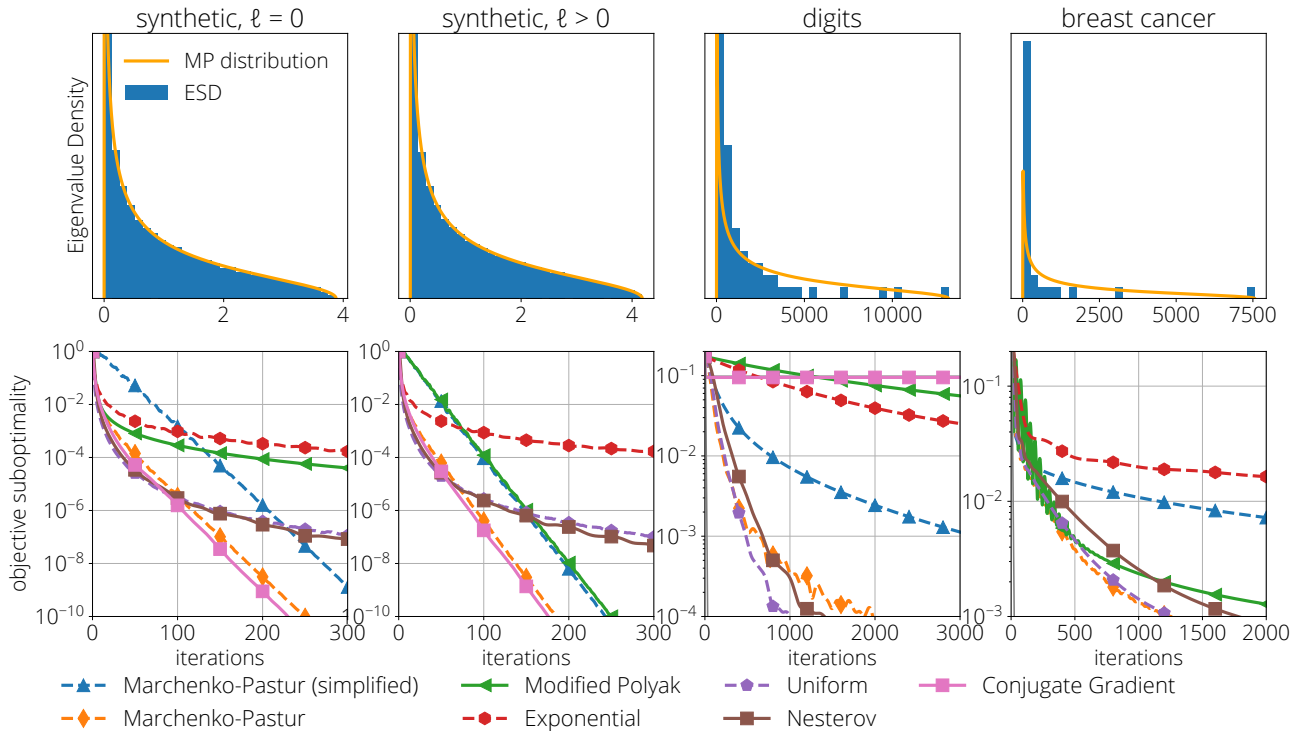 synthetic, ℓ = 0
synthetic, ℓ > 0
digits
breast cancer
Eigenvalue Density
MP distribution
ESD
0 2 4
0 2 4
0 5000 10000
0 2500 5000 7500
objective suboptimality
10^0
10^-2
10^-4
10^-6
10^-8
10^-10
0 100 200 300
iterations
10^0
10^-2
10^-4
10^-6
10^-8
10^-10
0 100 200 300
iterations
10^-1
10^-2
10^-3
10^-4
0 1000 2000 3000
iterations
10^-1
10^-2
10^-3
0 500 1000 1500 2000
iterations
Marchenko-Pastur (simplified)
Marchenko-Pastur
Modified Polyak
Exponential
Uniform
Nesterov
Conjugate Gradient